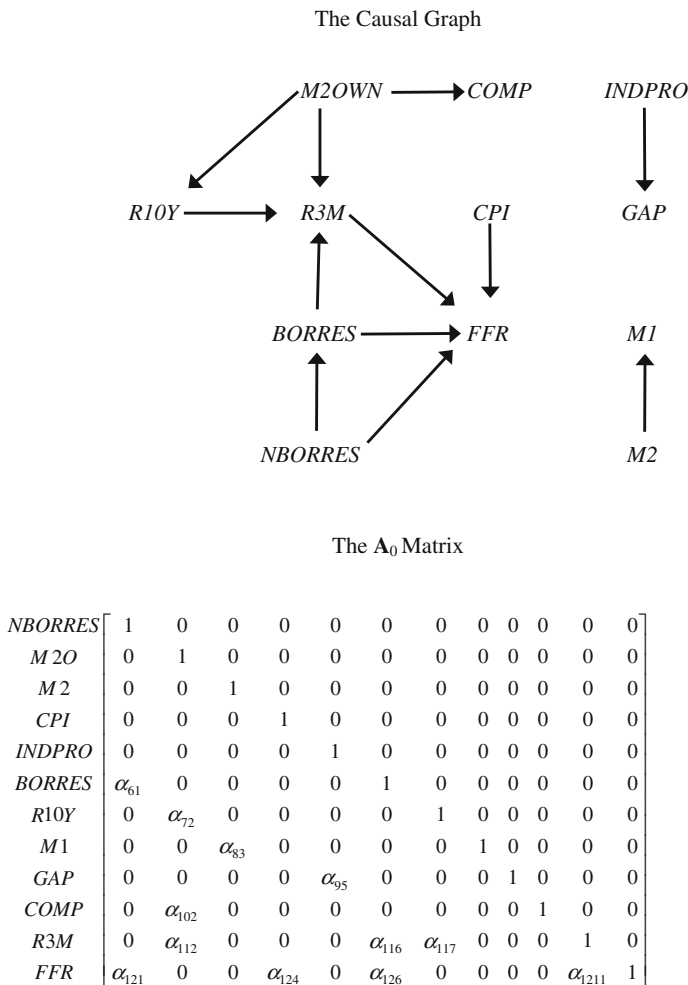 The Causal Graph
M2OWN COMP INDPRO
R10Y R3M CPI GAP
BORRES FFR M1
NBORRES M2
The A₀ Matrix
NBORRES 1 0 0 0 0 0 0 0 0 0 0 0
M2O 0 1 0 0 0 0 0 0 0 0 0 0
M2 0 0 1 0 0 0 0 0 0 0 0 0
CPI 0 0 0 1 0 0 0 0 0 0 0 0
INDPRO 0 0 0 0 1 0 0 0 0 0 0 0
BORRES α₆₁ 0 0 0 0 1 0 0 0 0 0 0
R10Y 0 α₇₂ 0 0 0 0 1 0 0 0 0 0
M1 0 0 α₈₃ 0 0 0 0 1 0 0 0 0
GAP 0 0 0 0 α₉₅ 0 0 0 1 0 0 0
COMP 0 α₁₀₂ 0 0 0 0 0 0 0 1 0 0
R3M 0 α₁₁₂ 0 0 0 α₁₁₆ α₁₁₇ 0 0 0 1 0
FFR α₁₂₁ 0 0 α₁₂₄ 0 α₁₂₆ 0 0 0 0 α₁₂₁₁ 1